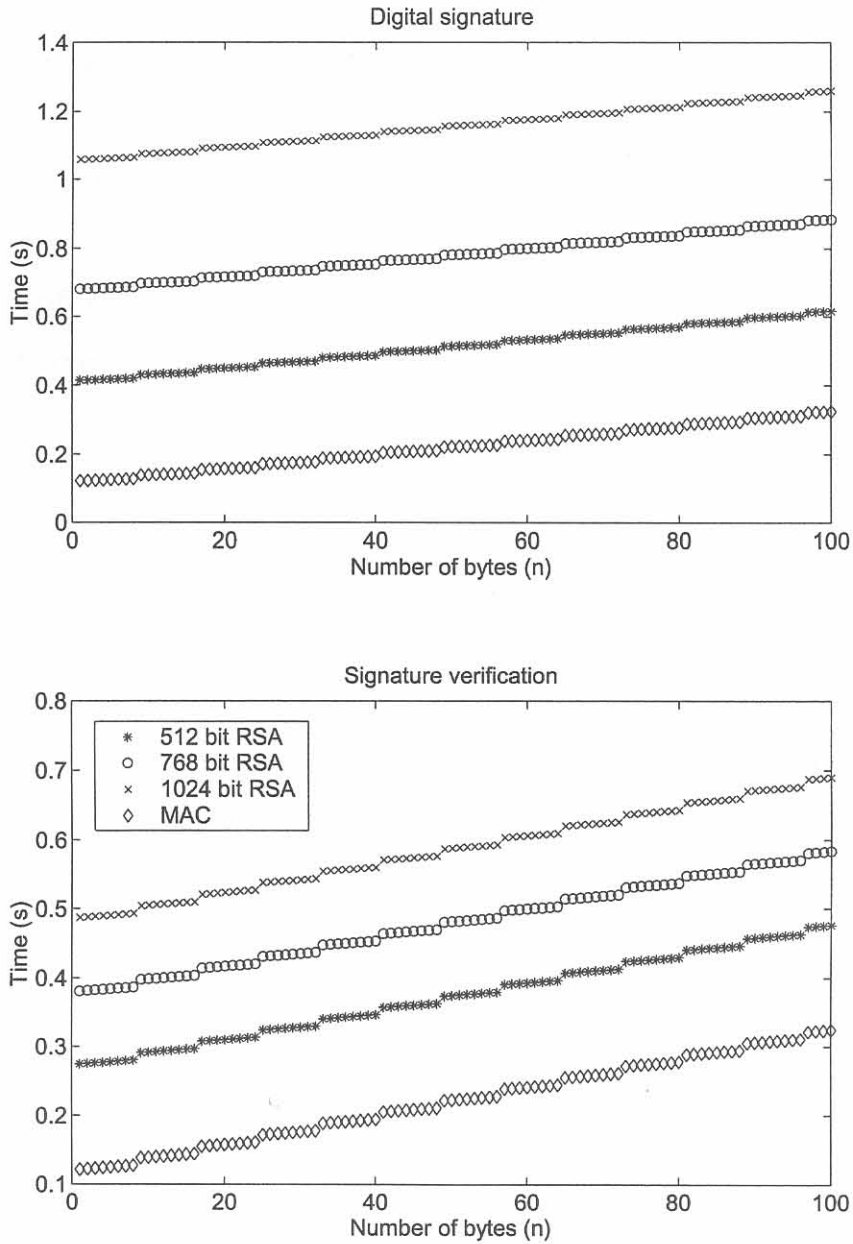 Digital signature
1.4
1.2
1
0.8
0.6
0.4
0.2
0
Time (s)
0 20 40 60 80 100
Number of bytes (n)
Signature verification
0.8
0.7
0.6
0.5
0.4
0.3
0.2
0.1
Time (s)
512 bit RSA
768 bit RSA
1024 bit RSA
MAC
0 20 40 60 80 100
Number of bytes (n)